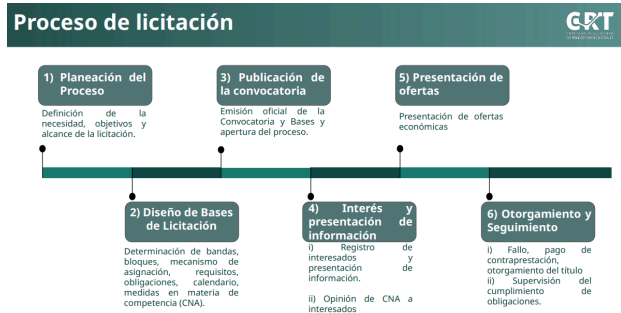 Proceso de licitación
CRT
1) Planeación del
Proceso
Definición de la
necesidad, objetivos y
alcance de la licitación.
3) Publicación de
la convocatoria
Emisión oficial de la
Convocatoria y Bases y
apertura del proceso.
5) Presentación de
ofertas
Presentación de ofertas
económicas
2) Diseño de Bases
de Licitación
Determinación de bandas,
bloques, mecanismo de
asignación, requisitos,
obligaciones, calendario,
medidas en materia de
competencia (CNA).
4) Interés y
presentación de
información
i) Registro de
interesados y
presentación de
información.
ii) Opinión de CNA a
interesados
6) Otorgamiento y
Seguimiento
i) Fallo, pago de
contraprestación,
otorgamiento del título
ii) Supervisión del
cumplimiento de
obligaciones.